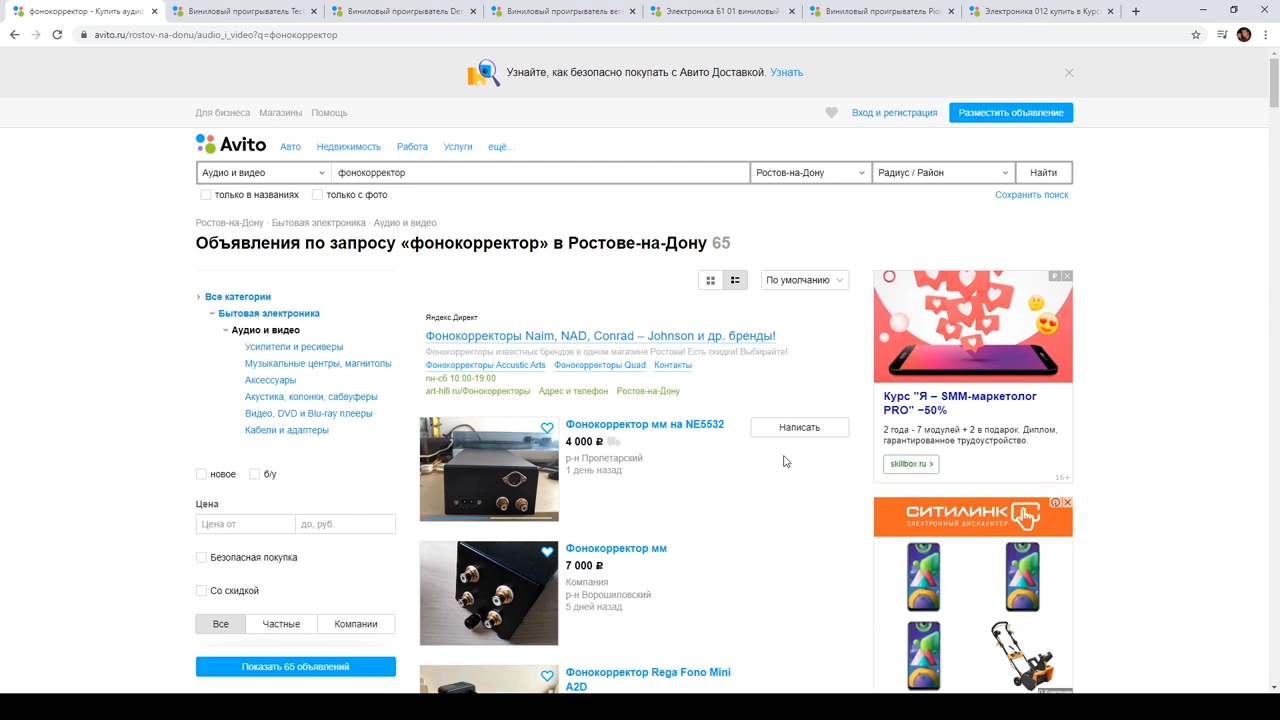 фонокорректор - Купить аудио
Виниловый проигрыватель Tec
Виниловый проигрыватель Der
Виниловый проигрыватель вег
Электроника Б1 01 виниловый
Виниловый проигрыватель Pio
Электроника 012 купить в Курс
avito.ru/rostov-na-donu/audio_i_video?q=фонокорректор
Узнайте, как безопасно покупать с Авито Доставкой. Узнать
Для бизнеса Магазины Помощь
Вход и регистрация
Разместить объявление
Avito
Авто Недвижимость Работа Услуги ещё...
Аудио и видео
фонокорректор
Ростов-на-Дону
Радиус / Район
Найти
только в названиях
только с фото
Сохранить поиск
Ростов-на-Дону · Бытовая электроника · Аудио и видео
Объявления по запросу «фонокорректор» в Ростове-на-Дону 65
По умолчанию
Все категории
Бытовая электроника
Аудио и видео
Усилители и ресиверы
Музыкальные центры, магнитолы
Аксессуары
Акустика, колонки, сабвуферы
Видео, DVD и Blu-ray плееры
Кабели и адаптеры
новое
б/у
Цена
Цена от
до, руб.
Безопасная покупка
Со скидкой
Все
Частные
Компании
Показать 65 объявлений
Яндекс.Директ
Фонокорректоры Naim, NAD, Conrad – Johnson и др. бренды!
Фонокорректоры известных брендов в одном магазине Ростова! Есть скидки! Выбирайте!
Фонокорректоры Accustic Arts Фонокорректоры Quad Контакты
пн-сб 10:00-19:00
art-hifi.ru/Фонокорректоры Адрес и телефон Ростов-на-Дону
Фонокорректор мм на NE5532
4 000 ₽
р-н Пролетарский
1 день назад
Написать
Фонокорректор мм
7 000 ₽
Компания
р-н Ворошиловский
5 дней назад
Фонокорректор Rega Fono Mini
A2D
Курс "Я – SMM-маркетолог
PRO" −50%
2 года - 7 модулей + 2 в подарок. Диплом,
гарантированное трудоустройство.
skillbox.ru ›
16+
СИТИЛИНК
ЭЛЕКТРОННЫЙ ДИСКАУНТЕР